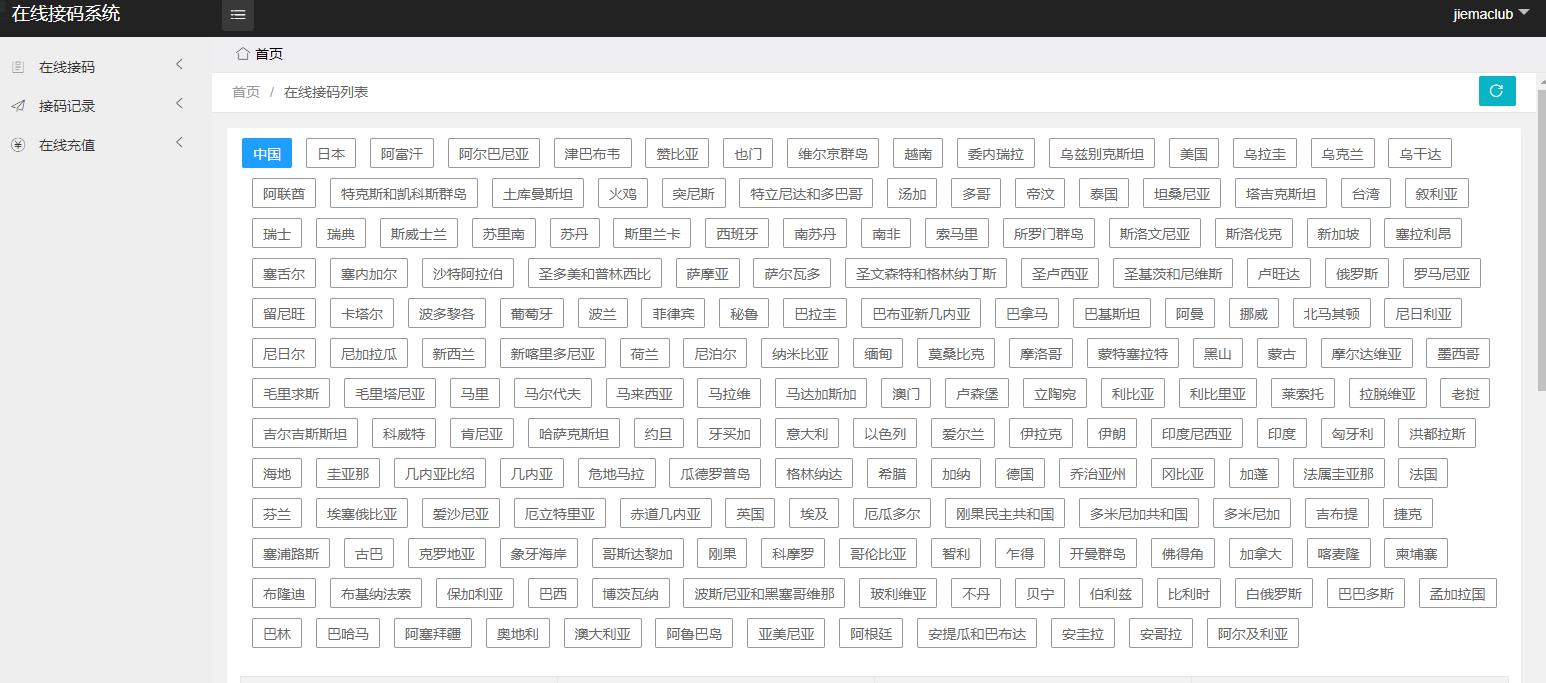 在线接码系统 jiemaclub
首页
在线接码
首页 / 在线接码列表
接码记录
在线充值
中国 日本 阿富汗 阿尔巴尼亚 津巴布韦 赞比亚 也门 维尔京群岛 越南 委内瑞拉 乌兹别克斯坦 美国 乌拉圭 乌克兰 乌干达
阿联酋 特克斯和凯科斯群岛 土库曼斯坦 火鸡 突尼斯 特立尼达和多巴哥 汤加 多哥 帝汶 泰国 坦桑尼亚 塔吉克斯坦 台湾 叙利亚
瑞士 瑞典 斯威士兰 苏里南 苏丹 斯里兰卡 西班牙 南苏丹 南非 索马里 所罗门群岛 斯洛文尼亚 斯洛伐克 新加坡 塞拉利昂
塞舌尔 塞内加尔 沙特阿拉伯 圣多美和普林西比 萨摩亚 萨尔瓦多 圣文森特和格林纳丁斯 圣卢西亚 圣基茨和尼维斯 卢旺达 俄罗斯 罗马尼亚
留尼旺 卡塔尔 波多黎各 葡萄牙 波兰 菲律宾 秘鲁 巴拉圭 巴布亚新几内亚 巴拿马 巴基斯坦 阿曼 挪威 北马其顿 尼日利亚
尼日尔 尼加拉瓜 新西兰 新喀里多尼亚 荷兰 尼泊尔 纳米比亚 缅甸 莫桑比克 摩洛哥 蒙特塞拉特 黑山 蒙古 摩尔达维亚 墨西哥
毛里求斯 毛里塔尼亚 马里 马尔代夫 马来西亚 马拉维 马达加斯加 澳门 卢森堡 立陶宛 利比亚 利比里亚 莱索托 拉脱维亚 老挝
吉尔吉斯斯坦 科威特 肯尼亚 哈萨克斯坦 约旦 牙买加 意大利 以色列 爱尔兰 伊拉克 伊朗 印度尼西亚 印度 匈牙利 洪都拉斯
海地 圭亚那 几内亚比绍 几内亚 危地马拉 瓜德罗普岛 格林纳达 希腊 加纳 德国 乔治亚州 冈比亚 加蓬 法属圭亚那 法国
芬兰 埃塞俄比亚 爱沙尼亚 厄立特里亚 赤道几内亚 英国 埃及 厄瓜多尔 刚果民主共和国 多米尼加共和国 多米尼加 吉布提 捷克
塞浦路斯 古巴 克罗地亚 象牙海岸 哥斯达黎加 刚果 科摩罗 哥伦比亚 智利 乍得 开曼群岛 佛得角 加拿大 喀麦隆 柬埔寨
布隆迪 布基纳法索 保加利亚 巴西 博茨瓦纳 波斯尼亚和黑塞哥维那 玻利维亚 不丹 贝宁 伯利兹 比利时 白俄罗斯 巴巴多斯 孟加拉国
巴林 巴哈马 阿塞拜疆 奥地利 澳大利亚 阿鲁巴岛 亚美尼亚 阿根廷 安提瓜和巴布达 安圭拉 安哥拉 阿尔及利亚